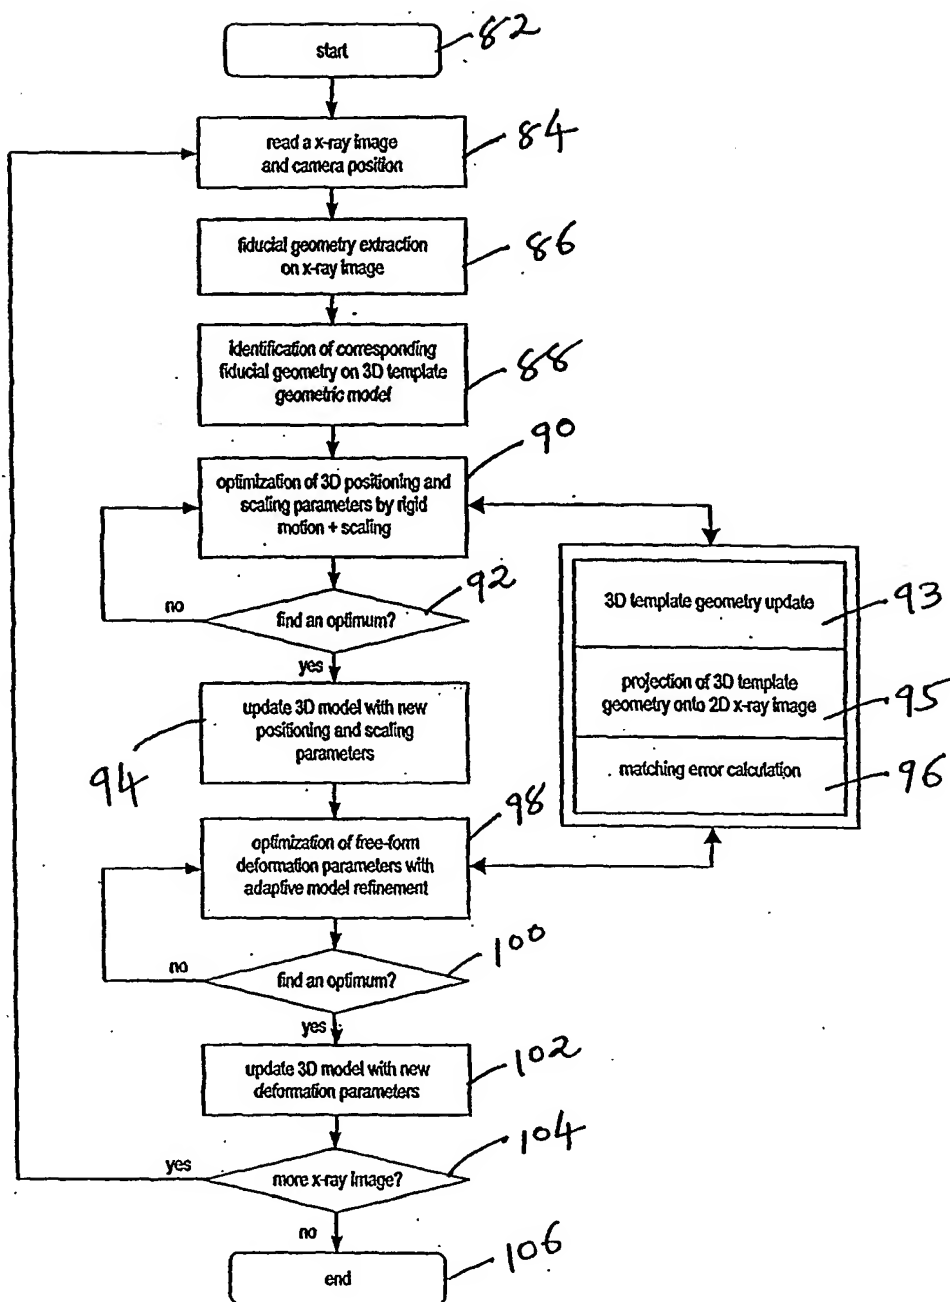 start
82
read a x-ray image
and camera position
84
fiducial geometry extraction
on x-ray image
86
identification of corresponding
fiducial geometry on 3D template
geometric model
88
90
optimization of 3D positioning and
scaling parameters by rigid
motion + scaling
no
find an optimum?
92
yes
3D template geometry update
93
projection of 3D template
geometry onto 2D x-ray image
95
matching error calculation
96
update 3D model with new
positioning and scaling
parameters
94
98
optimization of free-form
deformation parameters with
adaptive model refinement
no
find an optimum?
100
yes
update 3D model with new
deformation parameters
102
yes
more x-ray image?
104
no
end
106